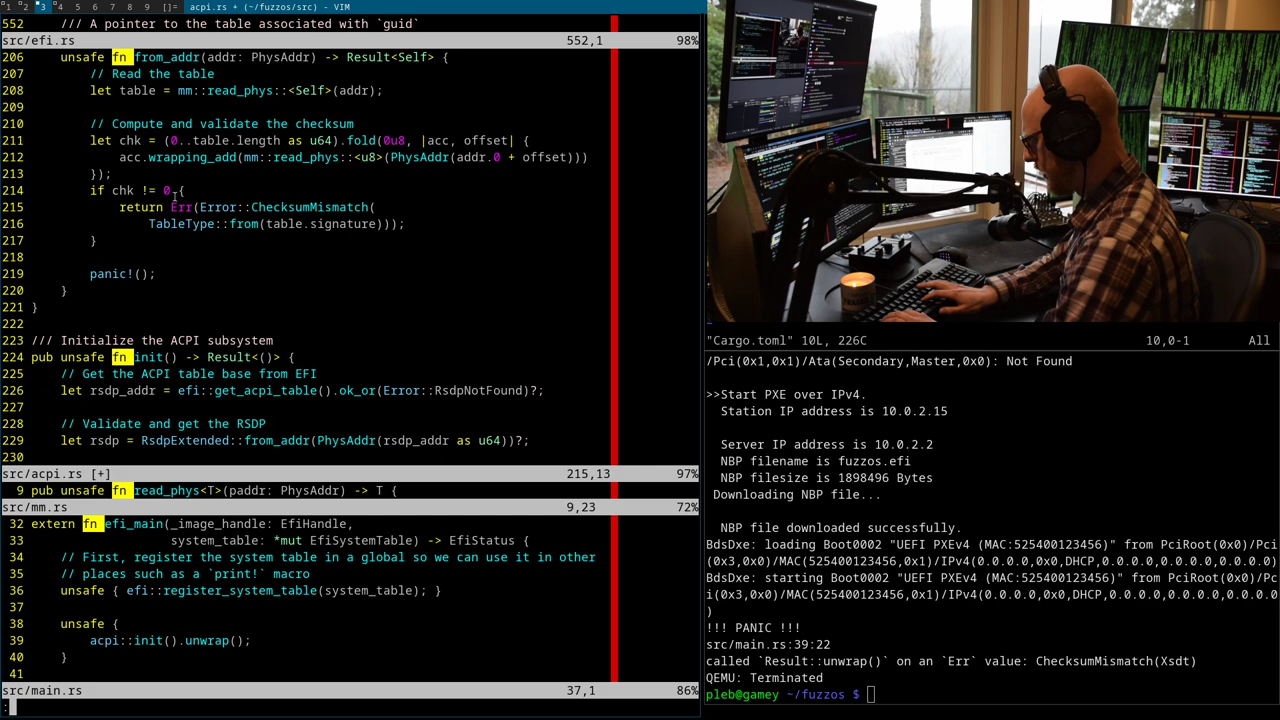 1 2 3 4 5 6 7 8 9 []= acpi.rs + (~/fuzzos/src) - VIM
552 /// A pointer to the table associated with `guid`
src/efi.rs 552,1 98%
206 unsafe fn from_addr(addr: PhysAddr) -> Result<Self> {
207 // Read the table
208 let table = mm::read_phys::<Self>(addr);
209
210 // Compute and validate the checksum
211 let chk = (0..table.length as u64).fold(0u8, |acc, offset| {
212 acc.wrapping_add(mm::read_phys::<u8>(PhysAddr(addr.0 + offset)))
213 });
214 if chk != 0 {
215 return Err(Error::ChecksumMismatch(
216 TableType::from(table.signature)));
217 }
218
219 panic!();
220 }
221 }
222
223 /// Initialize the ACPI subsystem
224 pub unsafe fn init() -> Result<()> {
225 // Get the ACPI table base from EFI
226 let rsdp_addr = efi::get_acpi_table().ok_or(Error::RsdpNotFound)?;
227
228 // Validate and get the RSDP
229 let rsdp = RsdpExtended::from_addr(PhysAddr(rsdp_addr as u64))?;
230
src/acpi.rs [+] 215,13 97%
9 pub unsafe fn read_phys<T>(paddr: PhysAddr) -> T {
src/mm.rs 9,23 72%
32 extern fn efi_main(_image_handle: EfiHandle,
33 system_table: *mut EfiSystemTable) -> EfiStatus {
34 // First, register the system table in a global so we can use it in other
35 // places such as a `print!` macro
36 unsafe { efi::register_system_table(system_table); }
37
38 unsafe {
39 acpi::init().unwrap();
40 }
41
src/main.rs 37,1 86%
:
~
"Cargo.toml" 10L, 226C 10,0-1 All
/Pci(0x1,0x1)/Ata(Secondary,Master,0x0): Not Found
>>Start PXE over IPv4.
Station IP address is 10.0.2.15
Server IP address is 10.0.2.2
NBP filename is fuzzos.efi
NBP filesize is 1898496 Bytes
Downloading NBP file...
NBP file downloaded successfully.
BdsDxe: loading Boot0002 "UEFI PXEv4 (MAC:525400123456)" from PciRoot(0x0)/Pci
(0x3,0x0)/MAC(525400123456,0x1)/IPv4(0.0.0.0,0x0,DHCP,0.0.0.0,0.0.0.0,0.0.0.0)
BdsDxe: starting Boot0002 "UEFI PXEv4 (MAC:525400123456)" from PciRoot(0x0)/Pc
i(0x3,0x0)/MAC(525400123456,0x1)/IPv4(0.0.0.0,0x0,DHCP,0.0.0.0,0.0.0.0,0.0.0.0
)
!!! PANIC !!!
src/main.rs:39:22
called `Result::unwrap()` on an `Err` value: ChecksumMismatch(Xsdt)
QEMU: Terminated
pleb@gamey ~/fuzzos $